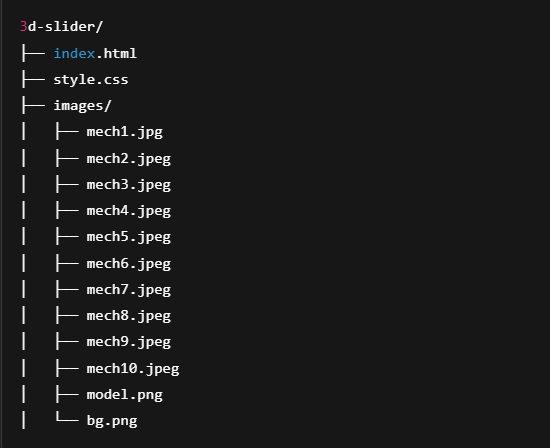 3d-slider/
├── index.html
├── style.css
├── images/
│   ├── mech1.jpg
│   ├── mech2.jpeg
│   ├── mech3.jpeg
│   ├── mech4.jpeg
│   ├── mech5.jpeg
│   ├── mech6.jpeg
│   ├── mech7.jpeg
│   ├── mech8.jpeg
│   ├── mech9.jpeg
│   ├── mech10.jpeg
│   ├── model.png
│   └── bg.png